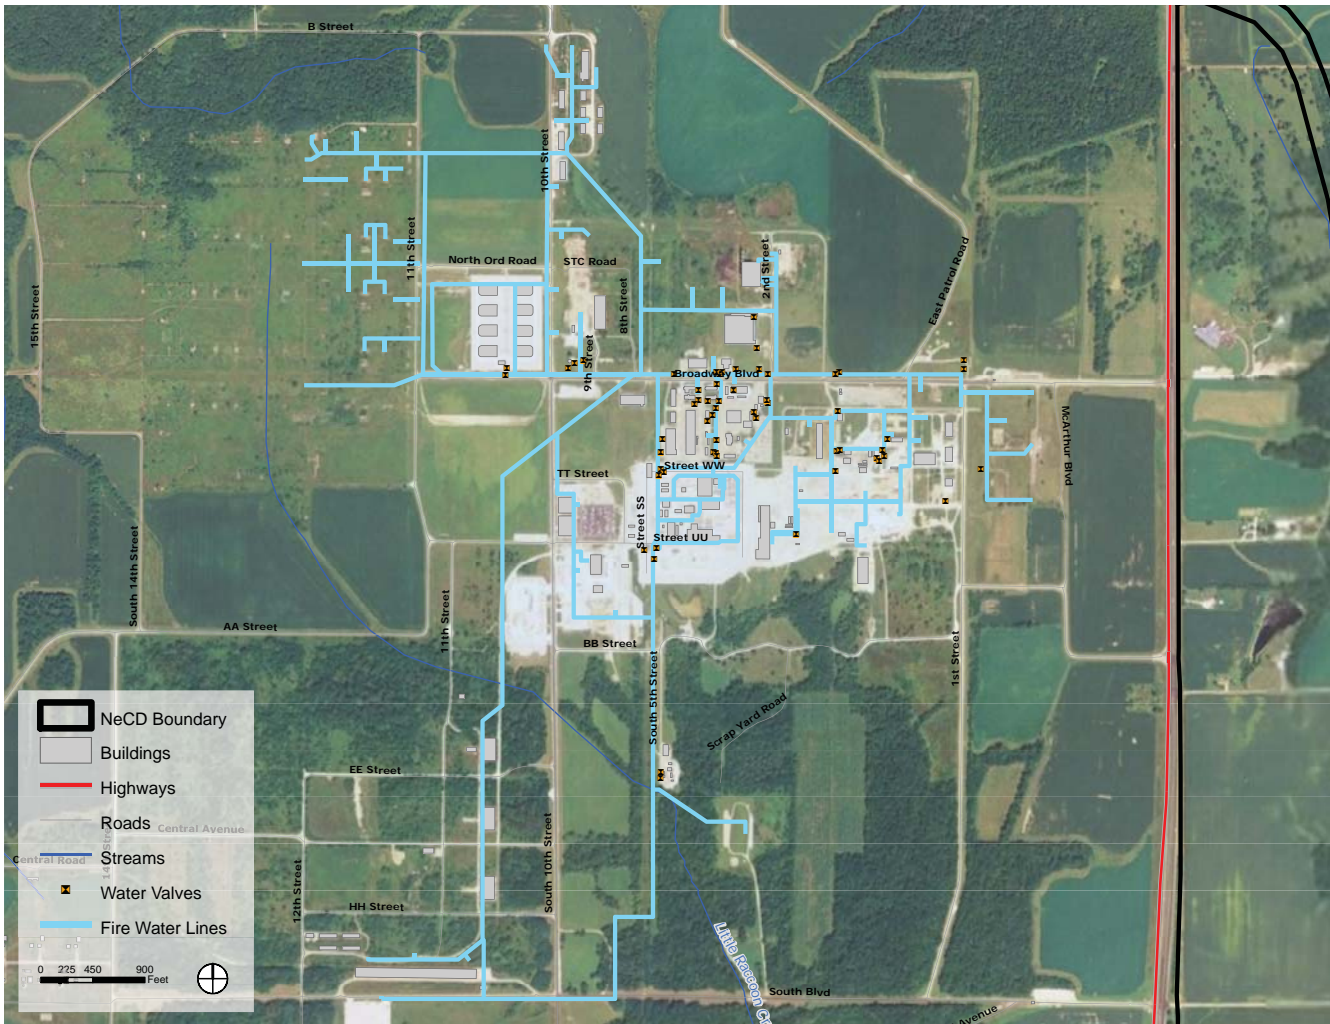 B Street
10th Street
11th Street
North Ord Road
STC Road
2nd Street
East Patrol Road
15th Street
8th Street
9th Street
Broadway Blvd
McArthur Blvd
TT Street
Street WW
Street SS
Street UU
South 14th Street
AA Street
11th Street
BB Street
1st Street
South 5th Street
Scrap Yard Road
EE Street
Central Avenue
Central Road
12th Street
HH Street
South 10th Street
Little Raccoon
South Blvd
Avenue
NeCD Boundary
Buildings
Highways
Roads
Streams
Water Valves
Fire Water Lines
0 225 450 900
Feet